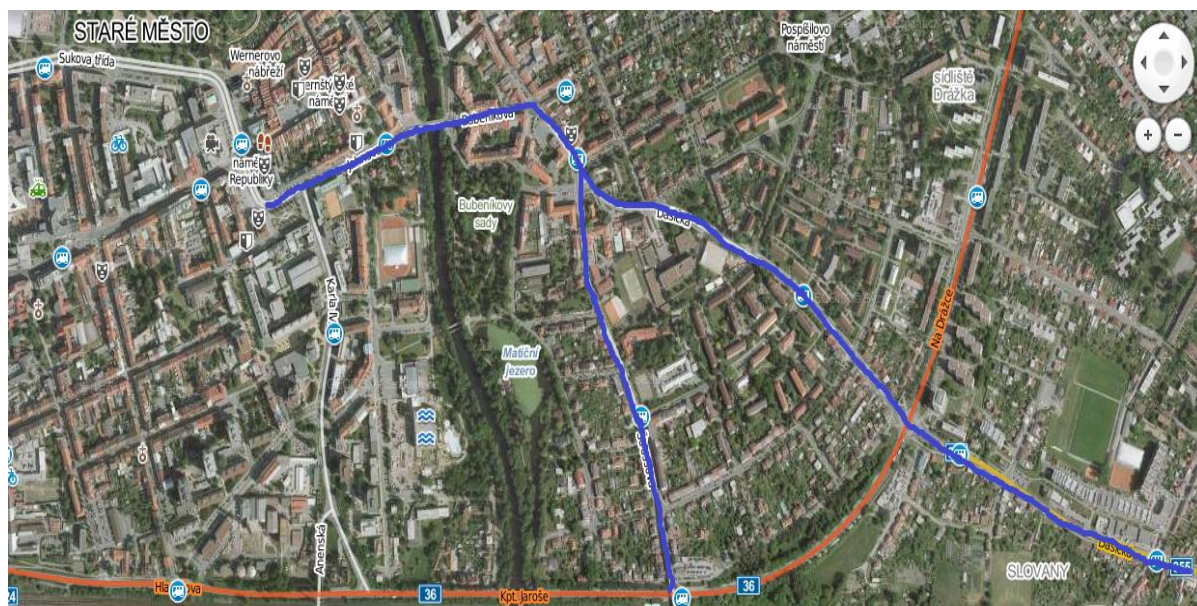 STARÉ MĚSTO
Sukova třída
Wernerovo
nábřeží
Pospíšilovo
náměstí
sídliště
Drážka
Bubeníkova
Republiky
Bubeníkovy
sady
Dašická
Karla IV.
Na Drážce
Matiční
jezero
Anenská
Dašická
SLOVANY
36
Kpt. Jaroše
36